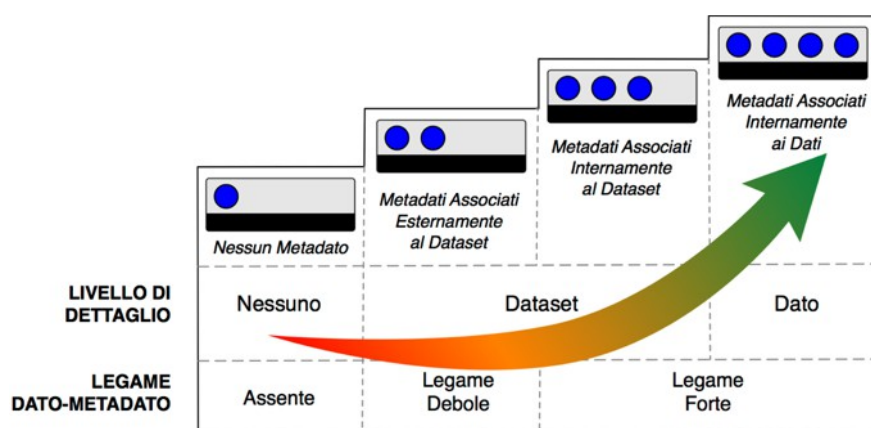 Nessun Metadato
Metadati Associati
Esternamente
al Dataset
Metadati Associati
Internamente
al Dataset
Metadati Associati
Internamente
ai Dati
LIVELLO DI
DETTAGLIO
Nessuno
Dataset
Dato
LEGAME
DATO-METADATO
Assente
Legame
Debole
Legame
Forte